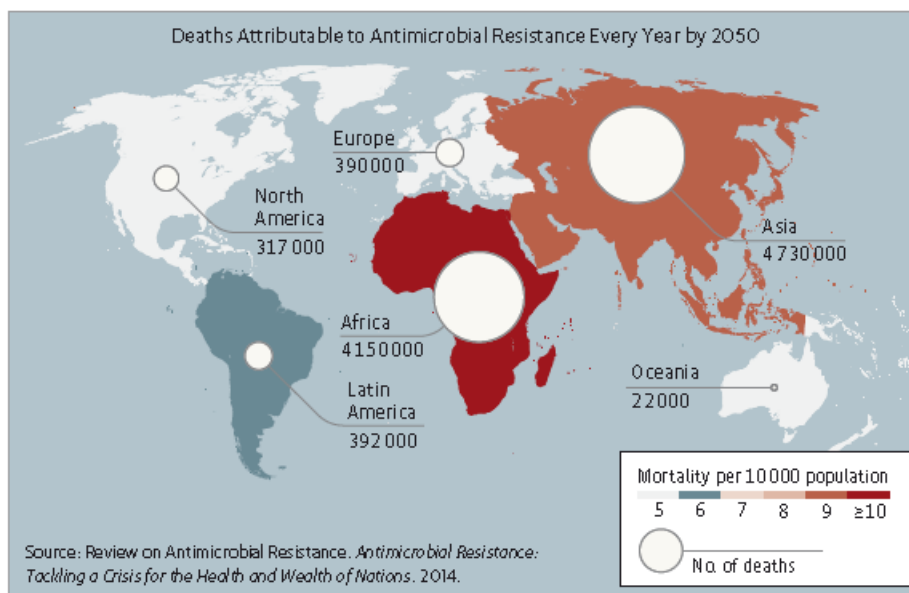 Deaths Attributable to Antimicrobial Resistance Every Year by 2050
Europe
390000
North
America
317000
Asia
4730000
Africa
4150000
Latin
America
392000
Oceania
22000
Mortality per 10000 population
5 6 7 8 9 ≥10
No. of deaths
Source: Review on Antimicrobial Resistance. Antimicrobial Resistance:
Tackling a Crisis for the Health and Wealth of Nations. 2014.